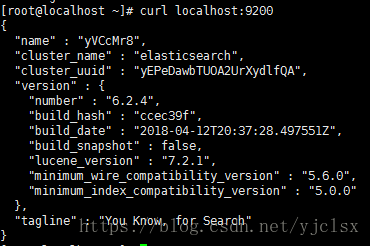 [root@localhost ~]# curl localhost:9200
{
  "name" : "yVCcMr8",
  "cluster_name" : "elasticsearch",
  "cluster_uuid" : "yEPeDawbTUOA2UrXydlfQA",
  "version" : {
    "number" : "6.2.4",
    "build_hash" : "ccec39f",
    "build_date" : "2018-04-12T20:37:28.497551Z",
    "build_snapshot" : false,
    "lucene_version" : "7.2.1",
    "minimum_wire_compatibility_version" : "5.6.0",
    "minimum_index_compatibility_version" : "5.0.0"
  },
  "tagline" : "You Know, for Search"
}
https://blog.csdn.net/yjclsx